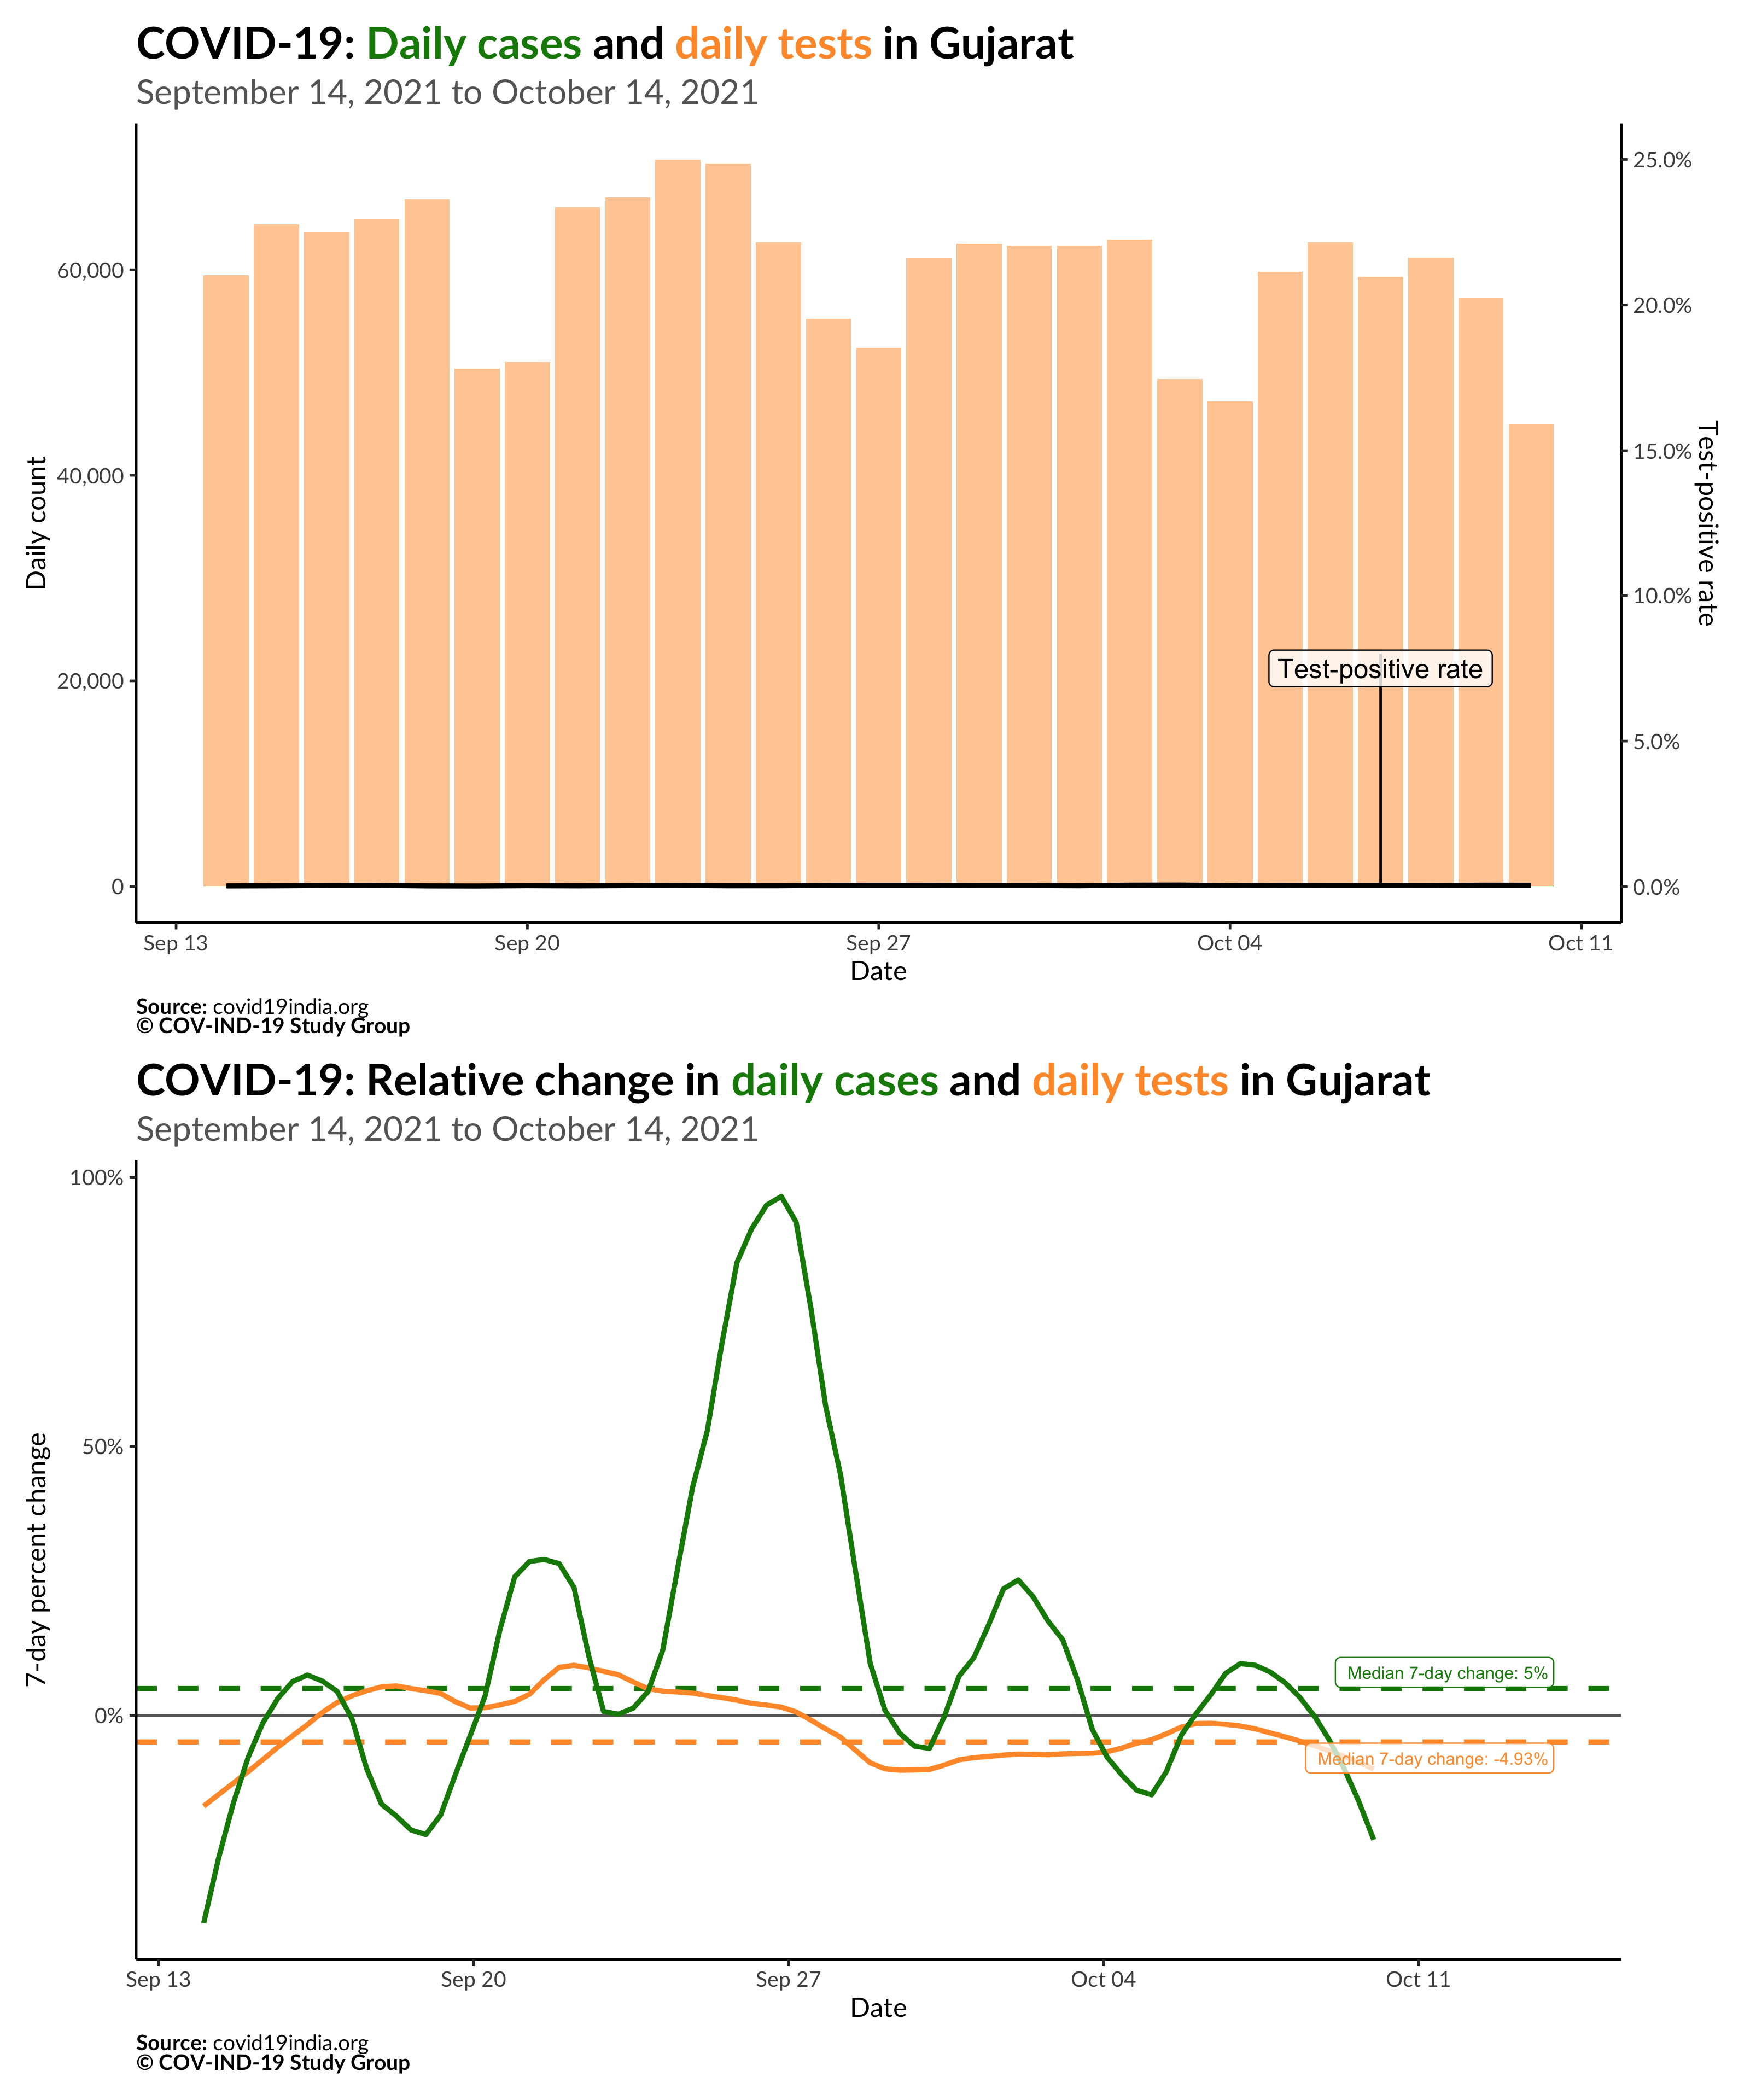 COVID-19: Daily cases and daily tests in Gujarat
September 14, 2021 to October 14, 2021
25.0%
20.0%
15.0%
10.0%
5.0%
0.0%
Test-positive rate
60,000
40,000
20,000
0
Daily count
Test-positive rate
Sep 13
Sep 20
Sep 27
Oct 04
Oct 11
Date
Source: covid19india.org
© COV-IND-19 Study Group
COVID-19: Relative change in daily cases and daily tests in Gujarat
September 14, 2021 to October 14, 2021
100%
50%
0%
7-day percent change
Median 7-day change: 5%
Median 7-day change: -4.93%
Sep 13
Sep 20
Sep 27
Oct 04
Oct 11
Date
Source: covid19india.org
© COV-IND-19 Study Group